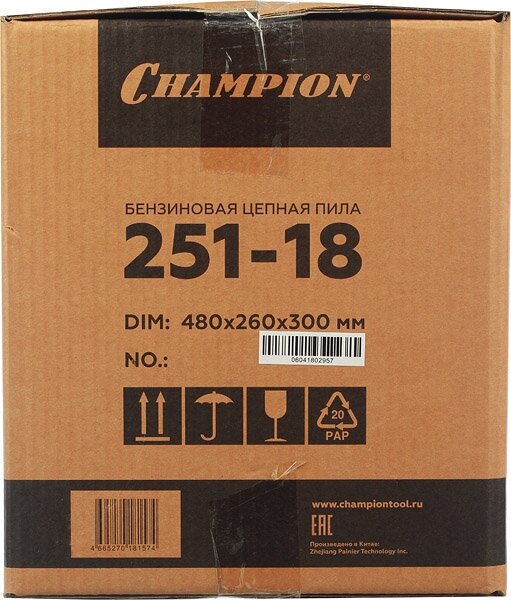 CHAMPION®
БЕНЗИНОВАЯ ЦЕПНАЯ ПИЛА
251-18
DIM: 480x260x300 мм
NO.:
06041802957
20
PAP
4 665270 181574
www.championtool.ru
EAC
Произведено в Китае:
Zhejiang Painier Technology Inc.